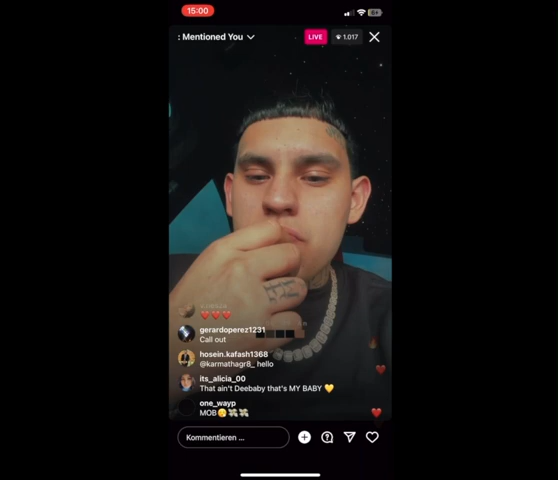 15:00
: Mentioned You
LIVE
1.017
❤️❤️❤️
gerardoperez1231
Call out
hosein.kafash1368
@karmathagr8_ hello
its_alicia_00
That ain't Deebaby that's MY BABY 💛
one_wayp
MOB😮‍💨💸💸
Kommentieren ...